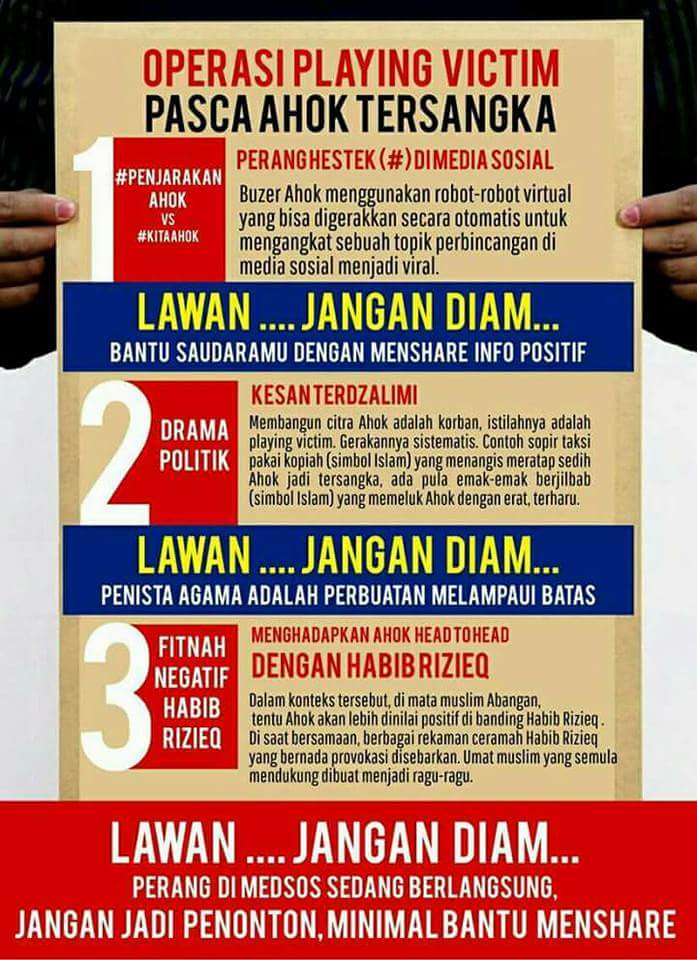 OPERASI PLAYING VICTIM
PASCA AHOK TERSANGKA
1
#PENJARAKAN
AHOK
VS
#KITAAHOK
PERANG HESTEK (#) DI MEDIA SOSIAL
Buzer Ahok menggunakan robot-robot virtual
yang bisa digerakkan secara otomatis untuk
mengangkat sebuah topik perbincangan di
media sosial menjadi viral.
LAWAN .... JANGAN DIAM...
BANTU SAUDARAMU DENGAN MENSHARE INFO POSITIF
2
DRAMA
POLITIK
KESAN TERDZALIMI
Membangun citra Ahok adalah korban, istilahnya adalah
playing victim. Gerakannya sistematis. Contoh sopir taksi
pakai kopiah (simbol Islam) yang menangis meratap sedih
Ahok jadi tersangka, ada pula emak-emak berjilbab
(simbol Islam) yang memeluk Ahok dengan erat, terharu.
LAWAN .... JANGAN DIAM...
PENISTA AGAMA ADALAH PERBUATAN MELAMPAUI BATAS
3
FITNAH
NEGATIF
HABIB
RIZIEQ
MENGHADAPKAN AHOK HEAD TO HEAD
DENGAN HABIB RIZIEQ
Dalam konteks tersebut, di mata muslim Abangan,
tentu Ahok akan lebih dinilai positif di banding Habib Rizieq .
Di saat bersamaan, berbagai rekaman ceramah Habib Rizieq
yang bernada provokasi disebarkan. Umat muslim yang semula
mendukung dibuat menjadi ragu-ragu.
LAWAN .... JANGAN DIAM...
PERANG DI MEDSOS SEDANG BERLANGSUNG,
JANGAN JADI PENONTON, MINIMAL BANTU MENSHARE